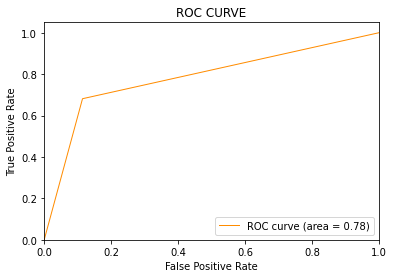 ROC CURVE
1.0
0.8
0.6
0.4
0.2
0.0
True Positive Rate
ROC curve (area = 0.78)
0.0 0.2 0.4 0.6 0.8 1.0
False Positive Rate